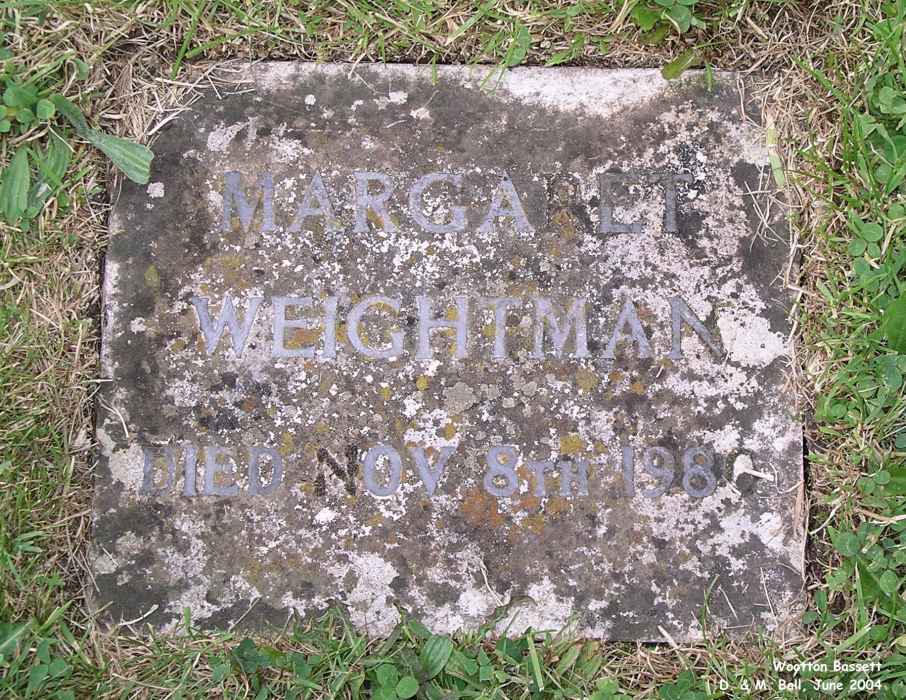 MARGARET
WEIGHTMAN
DIED NOV 8TH
Wootton Bassett
D. & M. Ball, June 2004